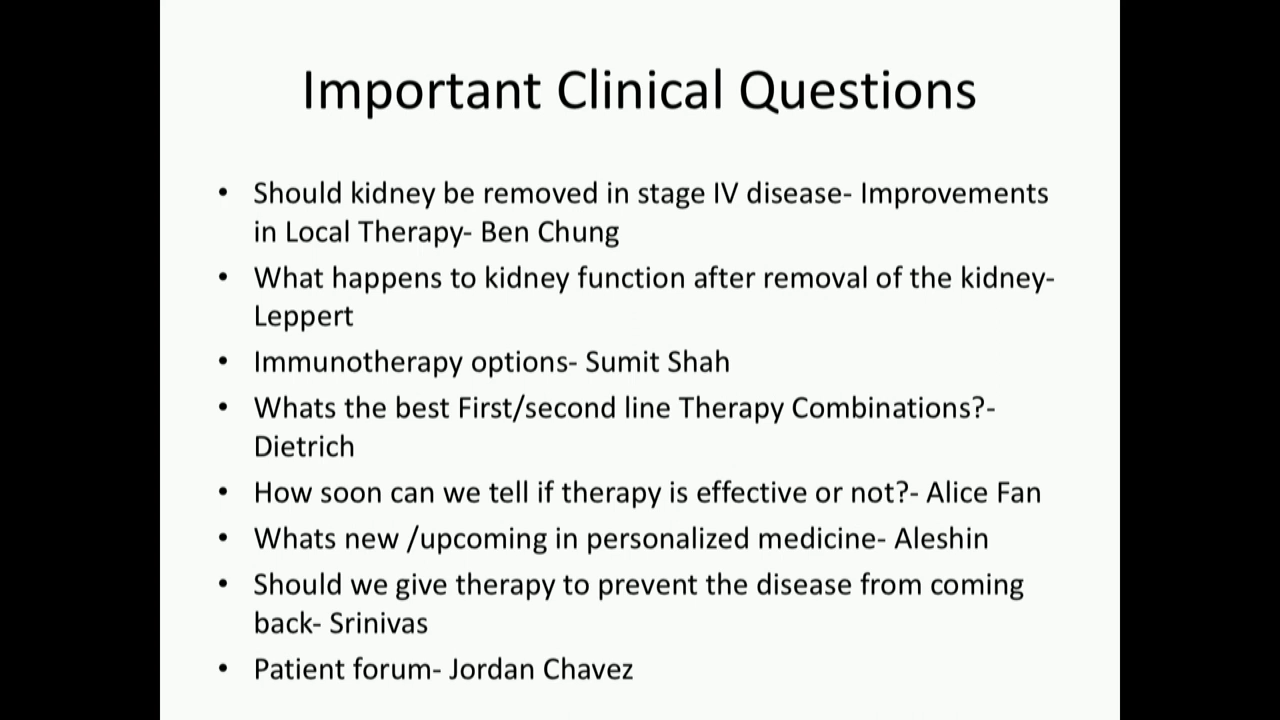 Important Clinical Questions
• Should kidney be removed in stage IV disease- Improvements
in Local Therapy- Ben Chung
• What happens to kidney function after removal of the kidney-
Leppert
• Immunotherapy options- Sumit Shah
• Whats the best First/second line Therapy Combinations?-
Dietrich
• How soon can we tell if therapy is effective or not?- Alice Fan
• Whats new /upcoming in personalized medicine- Aleshin
• Should we give therapy to prevent the disease from coming
back- Srinivas
• Patient forum- Jordan Chavez